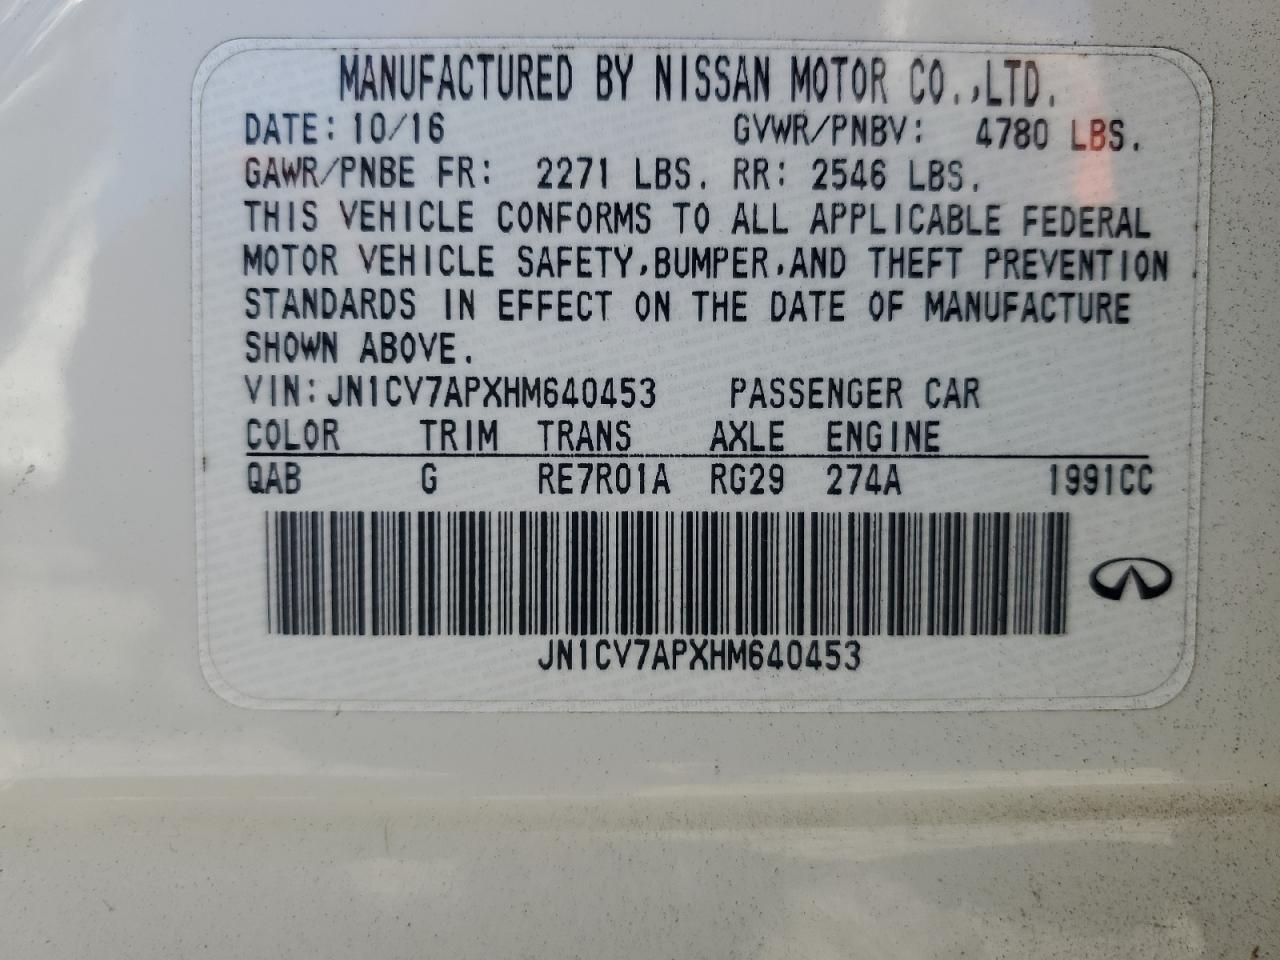 MANUFACTURED BY NISSAN MOTOR CO.,LTD.
DATE: 10/16 GVWR/PNBV: 4780 LBS.
GAWR/PNBE FR: 2271 LBS. RR: 2546 LBS.
THIS VEHICLE CONFORMS TO ALL APPLICABLE FEDERAL
MOTOR VEHICLE SAFETY,BUMPER,AND THEFT PREVENTION
STANDARDS IN EFFECT ON THE DATE OF MANUFACTURE
SHOWN ABOVE.
VIN:JN1CV7APXHM640453 PASSENGER CAR
COLOR TRIM TRANS AXLE ENGINE
QAB G RE7R01A RG29 274A 1991CC
JN1CV7APXHM640453